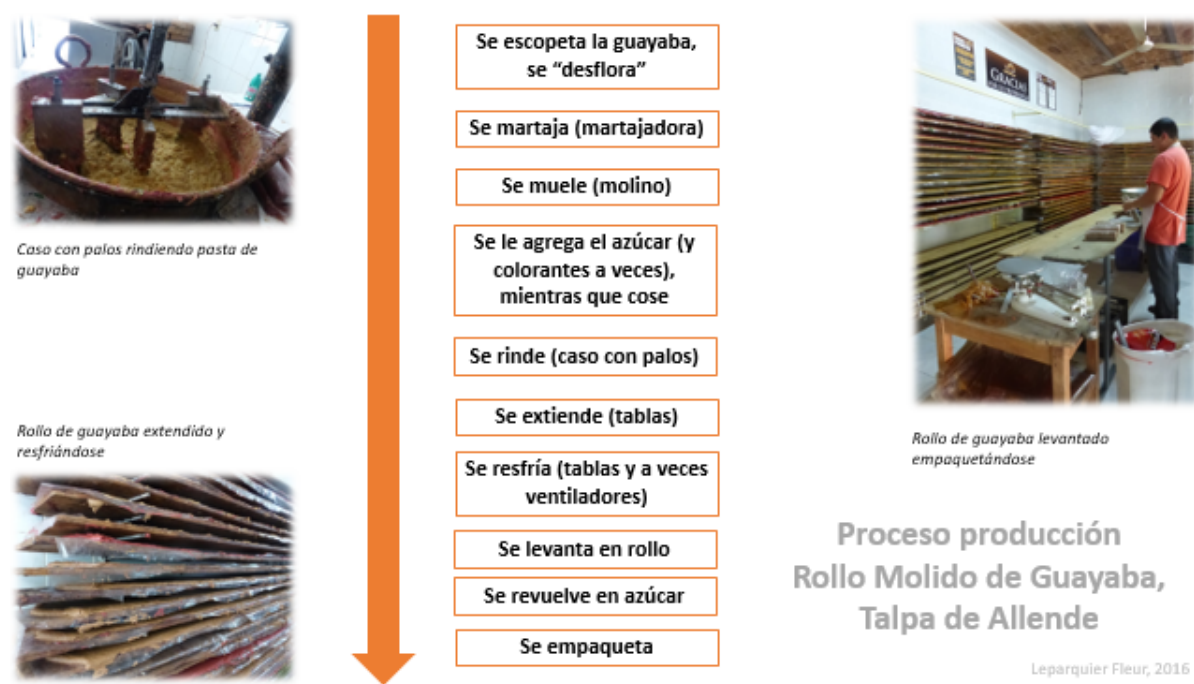 Se escopeta la guayaba,
se “desflora”
Se martaja (martajadora)
Se muele (molino)
Se le agrega el azúcar (y
colorantes a veces),
mientras que cose
Se rinde (caso con palos)
Se extiende (tablas)
Se resfría (tablas y a veces
ventiladores)
Se levanta en rollo
Se revuelve en azúcar
Se empaqueta
Caso con palos rindiendo pasta de
guayaba
Rollo de guayaba extendido y
resfriándose
GRACIAS
Rollo de guayaba levantado
empaquetándose
Proceso producción
Rollo Molido de Guayaba,
Talpa de Allende
Leparquier Fleur, 2016